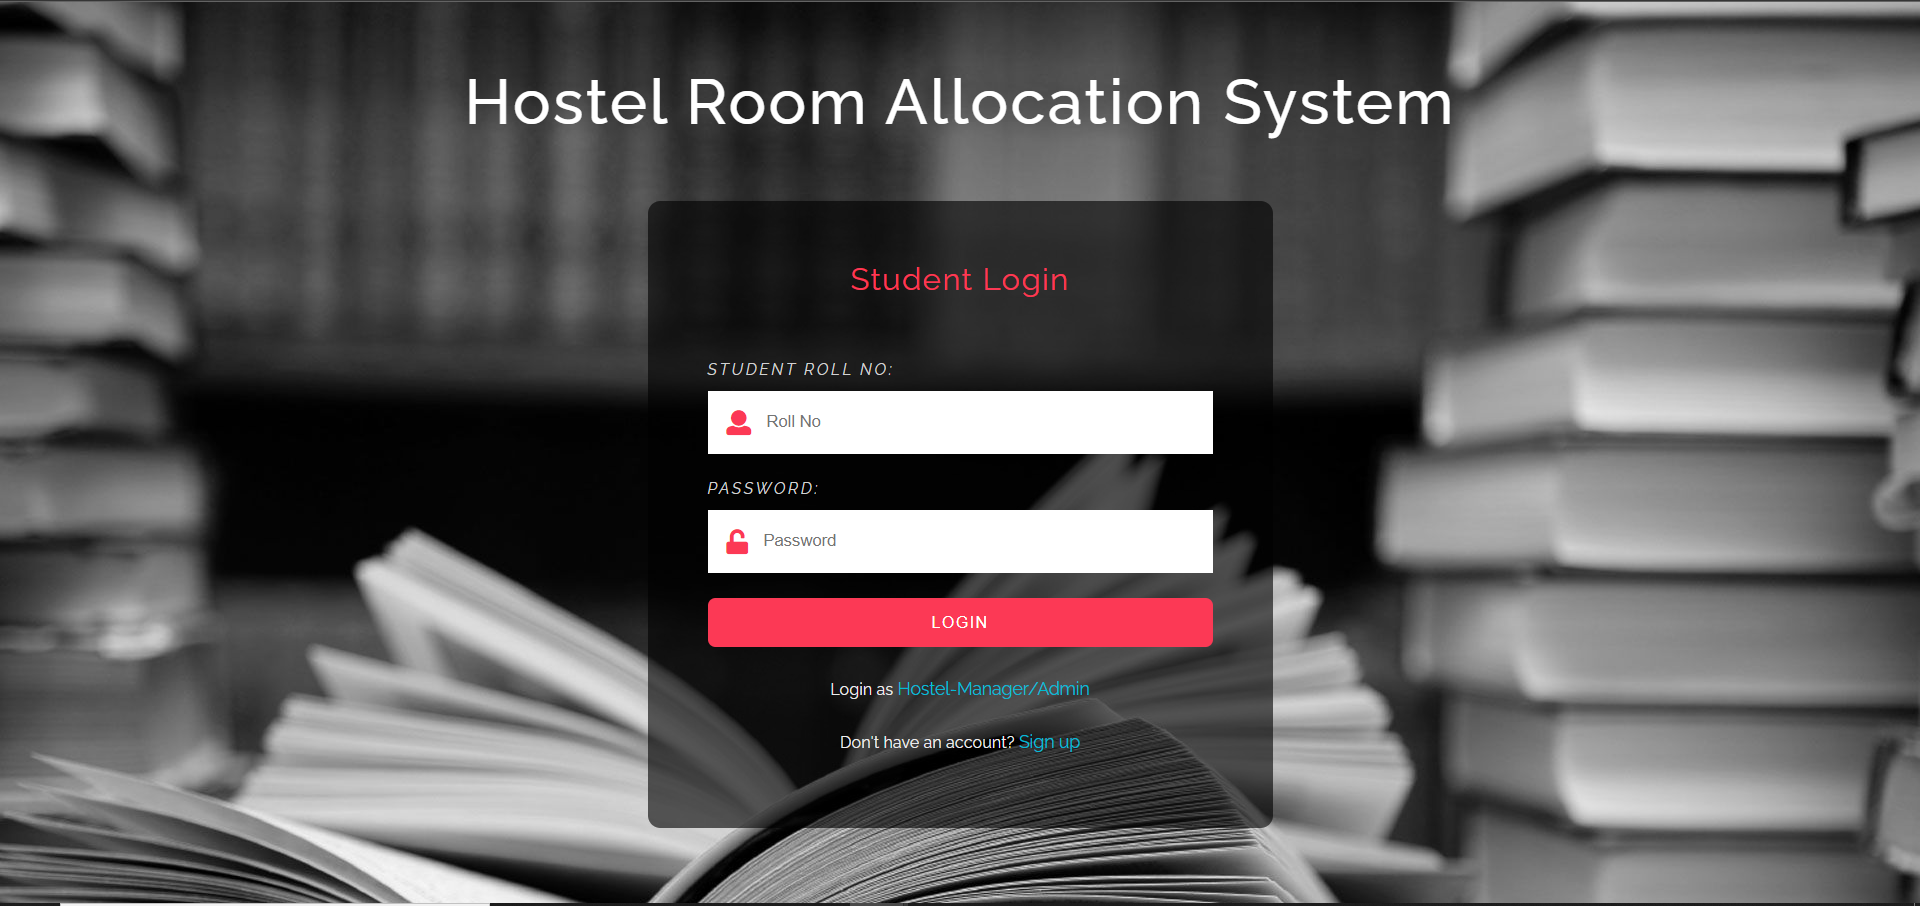 Hostel Room Allocation System
Student Login
STUDENT ROLL NO:
Roll No
PASSWORD:
Password
LOGIN
Login as Hostel-Manager/Admin
Don't have an account? Sign up